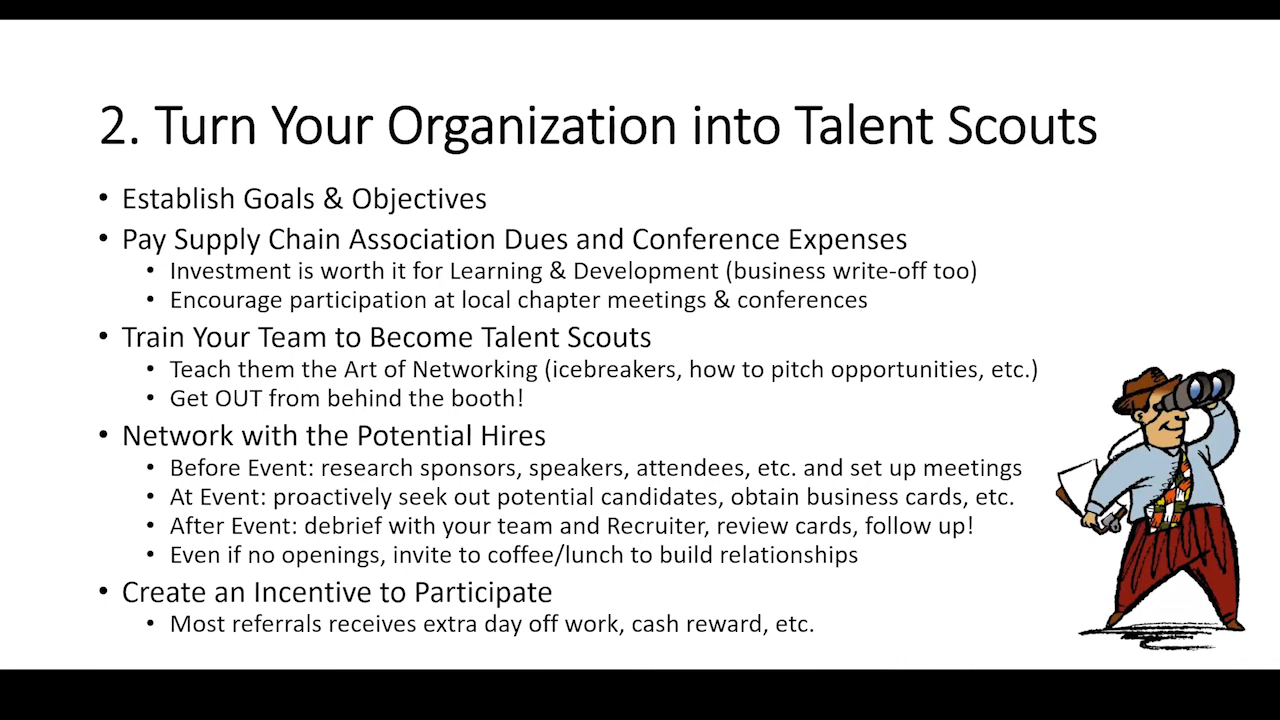 2. Turn Your Organization into Talent Scouts
• Establish Goals & Objectives
• Pay Supply Chain Association Dues and Conference Expenses
• Investment is worth it for Learning & Development (business write-off too)
• Encourage participation at local chapter meetings & conferences
• Train Your Team to Become Talent Scouts
• Teach them the Art of Networking (icebreakers, how to pitch opportunities, etc.)
• Get OUT from behind the booth!
• Network with the Potential Hires
• Before Event: research sponsors, speakers, attendees, etc. and set up meetings
• At Event: proactively seek out potential candidates, obtain business cards, etc.
• After Event: debrief with your team and Recruiter, review cards, follow up!
• Even if no openings, invite to coffee/lunch to build relationships
• Create an Incentive to Participate
• Most referrals receives extra day off work, cash reward, etc.